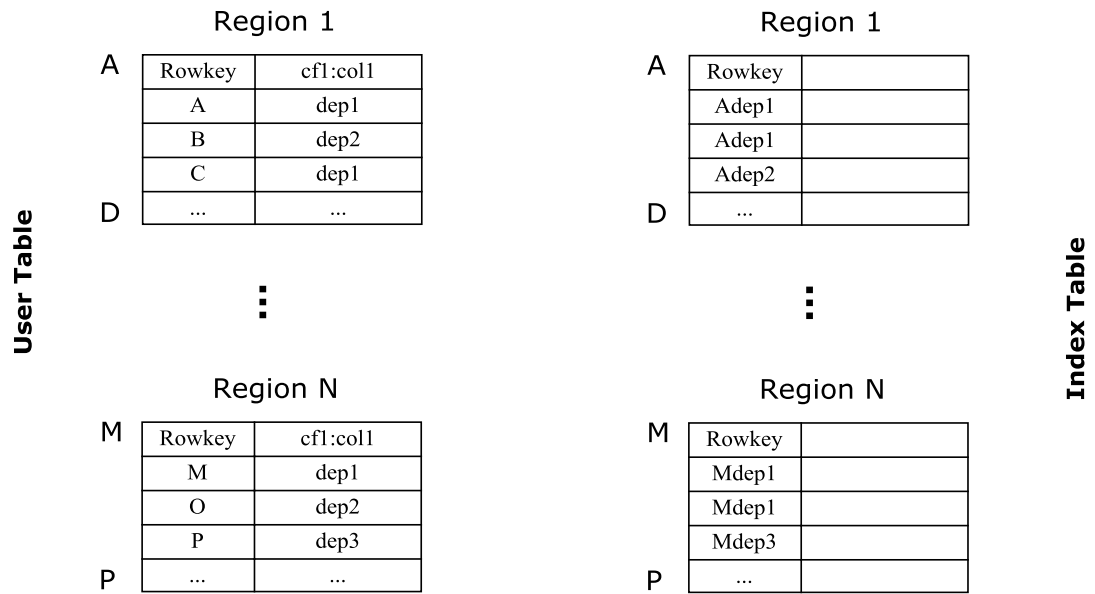 Region 1
A
Rowkey cf1:col1
A dep1
B dep2
C dep1
D
... ...
User Table
Region N
M
Rowkey cf1:col1
M dep1
O dep2
P dep3
P
... ...
Region 1
A
Rowkey
Adep1
Adep1
Adep2
D
...
Index Table
Region N
M
Rowkey
Mdep1
Mdep1
Mdep3
P
...